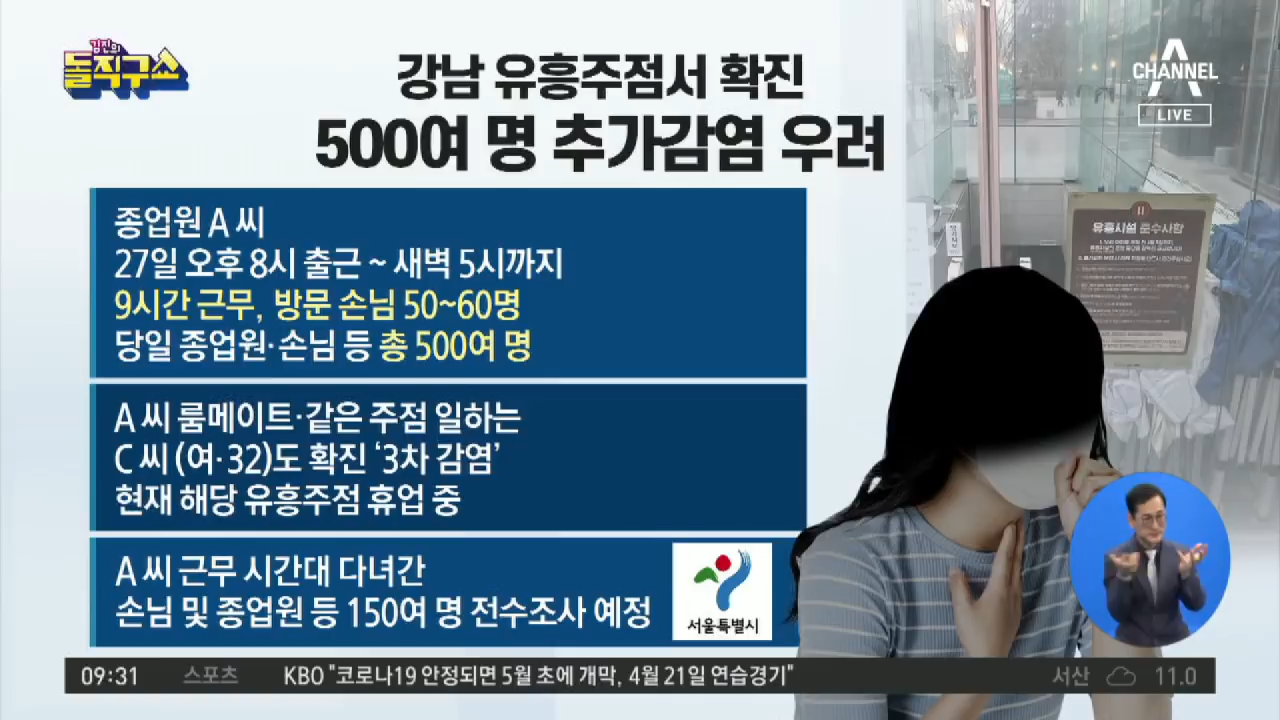 김진의
돌직구쇼
강남 유흥주점서 확진
500여 명 추가감염 우려
CHANNEL A
LIVE
종업원 A 씨
27일 오후 8시 출근 ~ 새벽 5시까지
9시간 근무, 방문 손님 50~60명
당일 종업원·손님 등 총 500여 명
A 씨 룸메이트·같은 주점 일하는
C 씨 (여·32)도 확진 ‘3차 감염’
현재 해당 유흥주점 휴업 중
A 씨 근무 시간대 다녀간
손님 및 종업원 등 150여 명 전수조사 예정
서울특별시
유흥시설 준수사항
09:31 스포츠 KBO "코로나19 안정되면 5월 초에 개막, 4월 21일 연습경기" 서산 11.0